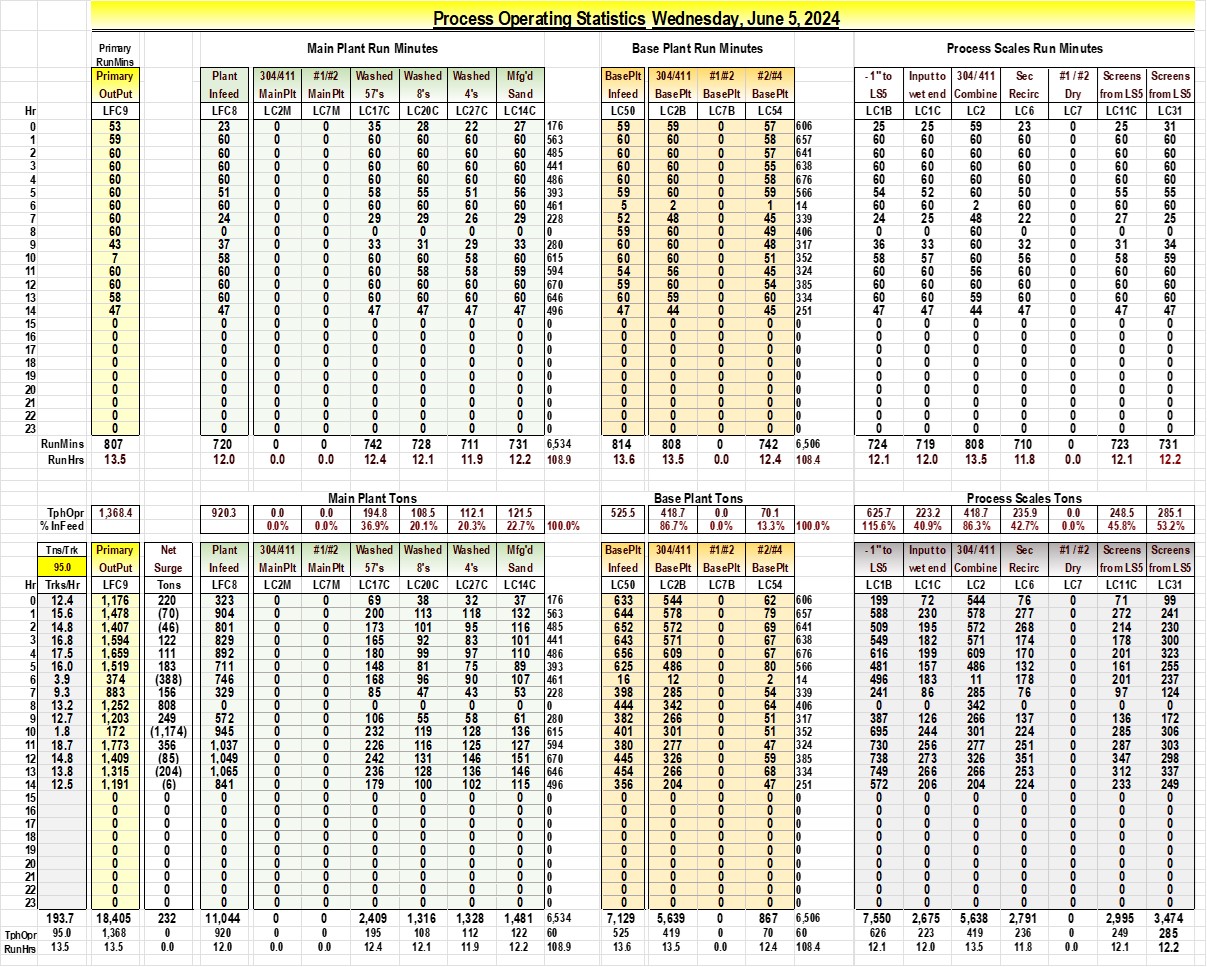 Process Operating Statistics Wednesday, June 5, 2024
Primary Main Plant Run Minutes Base Plant Run Minutes Process Scales Run Minutes
RunMins
Primary Plant 304/411 #1/#2 Washed Washed Washed Mfg'd BasePlt 304/411 #1/#2 #2/#4 - 1" to Input to 304/ 411 Sec #1 / #2 Screens Screens
OutPut Infeed MainPlt MainPlt 57's 8's 4's Sand Infeed BasePlt BasePlt BasePlt LS5 wet end Combine Recirc Dry from LS5 from LS5
Hr LFC9 LFC8 LC2M LC7M LC17C LC20C LC27C LC14C LC50 LC2B LC7B LC54 LC1B LC1C LC2 LC6 LC7 LC11C LC31
0 53 23 0 0 35 28 22 27 176 59 59 0 57 606 25 25 59 23 0 25 31
1 59 60 0 0 60 60 60 60 563 60 60 0 58 657 60 60 60 60 0 60 60
2 60 60 0 0 60 60 60 60 485 60 60 0 57 641 60 60 60 60 0 60 60
3 60 60 0 0 60 60 60 60 441 60 60 0 55 638 60 60 60 60 0 60 60
4 60 60 0 0 60 60 60 60 486 60 60 0 58 676 60 60 60 60 0 60 60
5 60 51 0 0 58 55 51 56 393 59 60 0 59 566 54 52 60 50 0 55 55
6 60 60 0 0 60 60 60 60 461 5 2 0 1 14 60 60 2 60 0 60 60
7 60 24 0 0 29 29 26 29 228 52 48 0 45 339 24 25 48 22 0 27 25
8 60 0 0 0 0 0 0 0 0 59 60 0 49 406 0 0 60 0 0 0 0
9 43 37 0 0 33 31 29 33 280 60 60 0 48 317 36 33 60 32 0 31 34
10 7 58 0 0 60 60 58 60 615 60 60 0 51 352 58 57 60 56 0 58 59
11 60 60 0 0 60 58 58 59 594 54 56 0 45 324 60 60 56 60 0 60 60
12 60 60 0 0 60 60 60 60 670 59 60 0 54 385 60 60 60 60 0 60 60
13 58 60 0 0 60 60 60 60 646 60 59 0 60 334 60 60 59 60 0 60 60
14 47 47 0 0 47 47 47 47 496 47 44 0 45 251 47 47 44 47 0 47 47
15 0 0 0 0 0 0 0 0 0 0 0 0 0 0 0 0 0 0 0 0 0
16 0 0 0 0 0 0 0 0 0 0 0 0 0 0 0 0 0 0 0 0 0
17 0 0 0 0 0 0 0 0 0 0 0 0 0 0 0 0 0 0 0 0 0
18 0 0 0 0 0 0 0 0 0 0 0 0 0 0 0 0 0 0 0 0 0
19 0 0 0 0 0 0 0 0 0 0 0 0 0 0 0 0 0 0 0 0 0
20 0 0 0 0 0 0 0 0 0 0 0 0 0 0 0 0 0 0 0 0 0
21 0 0 0 0 0 0 0 0 0 0 0 0 0 0 0 0 0 0 0 0 0
22 0 0 0 0 0 0 0 0 0 0 0 0 0 0 0 0 0 0 0 0 0
23 0 0 0 0 0 0 0 0 0 0 0 0 0 0 0 0 0 0 0 0 0
RunMins 807 720 0 0 742 728 711 731 6,534 814 808 0 742 6,506 724 719 808 710 0 723 731
RunHrs 13.5 12.0 0.0 0.0 12.4 12.1 11.9 12.2 108.9 13.6 13.5 0.0 12.4 108.4 12.1 12.0 13.5 11.8 0.0 12.1 12.2
Main Plant Tons Base Plant Tons Process Scales Tons
TphOpr 1,368.4 920.3 0.0 0.0 194.8 108.5 112.1 121.5 525.5 418.7 0.0 70.1 625.7 223.2 418.7 235.9 0.0 248.5 285.1
% InFeed 0.0% 0.0% 36.9% 20.1% 20.3% 22.7% 100.0% 86.7% 0.0% 13.3% 100.0% 115.6% 40.9% 86.3% 42.7% 0.0% 45.8% 53.2%
Tns/Trk Primary Net Plant 304/411 #1/#2 Washed Washed Washed Mfg'd BasePlt 304/411 #1/#2 #2/#4 - 1" to Input to 304/ 411 Sec #1 / #2 Screens Screens
95.0 OutPut Surge Infeed MainPlt MainPlt 57's 8's 4's Sand Infeed BasePlt BasePlt BasePlt LS5 wet end Combine Recirc Dry from LS5 from LS5
Hr Trks/Hr LFC9 Tons LFC8 LC2M LC7M LC17C LC20C LC27C LC14C LC50 LC2B LC7B LC54 LC1B LC1C LC2 LC6 LC7 LC11C LC31
0 12.4 1,176 220 323 0 0 69 38 32 37 176 633 544 0 62 606 199 72 544 76 0 71 99
1 15.6 1,478 (70) 904 0 0 200 113 118 132 563 644 578 0 79 657 588 230 578 277 0 272 241
2 14.8 1,407 (46) 801 0 0 173 101 95 116 485 652 572 0 69 641 509 195 572 268 0 214 230
3 16.8 1,594 122 829 0 0 165 92 83 101 441 643 571 0 67 638 549 182 571 174 0 178 300
4 17.5 1,659 111 892 0 0 180 99 97 110 486 656 609 0 67 676 616 199 609 170 0 201 323
5 16.0 1,519 183 711 0 0 148 81 75 89 393 625 486 0 80 566 481 157 486 132 0 161 255
6 3.9 374 (388) 746 0 0 168 96 90 107 461 16 12 0 2 14 496 183 11 178 0 201 237
7 9.3 883 156 329 0 0 85 47 43 53 228 398 285 0 54 339 241 86 285 76 0 97 124
8 13.2 1,252 808 0 0 0 0 0 0 0 0 444 342 0 64 406 0 0 342 0 0 0 0
9 12.7 1,203 249 572 0 0 106 55 58 61 280 382 266 0 51 317 387 126 266 137 0 136 172
10 1.8 172 (1,174) 945 0 0 232 119 128 136 615 401 301 0 51 352 695 244 301 224 0 285 306
11 18.7 1,773 356 1,037 0 0 226 116 125 127 594 380 277 0 47 324 730 256 277 251 0 287 303
12 14.8 1,409 (85) 1,049 0 0 242 131 146 151 670 445 326 0 59 385 738 273 326 351 0 347 298
13 13.8 1,315 (204) 1,065 0 0 236 128 136 146 646 454 266 0 68 334 749 266 266 253 0 312 337
14 12.5 1,191 (6) 841 0 0 179 100 102 115 496 356 204 0 47 251 572 206 204 224 0 233 249
15 0 0 0 0 0 0 0 0 0 0 0 0 0 0 0 0 0 0 0 0 0 0
16 0 0 0 0 0 0 0 0 0 0 0 0 0 0 0 0 0 0 0 0 0 0
17 0 0 0 0 0 0 0 0 0 0 0 0 0 0 0 0 0 0 0 0 0 0
18 0 0 0 0 0 0 0 0 0 0 0 0 0 0 0 0 0 0 0 0 0 0
19 0 0 0 0 0 0 0 0 0 0 0 0 0 0 0 0 0 0 0 0 0 0
20 0 0 0 0 0 0 0 0 0 0 0 0 0 0 0 0 0 0 0 0 0 0
21 0 0 0 0 0 0 0 0 0 0 0 0 0 0 0 0 0 0 0 0 0 0
22 0 0 0 0 0 0 0 0 0 0 0 0 0 0 0 0 0 0 0 0 0 0
23 0 0 0 0 0 0 0 0 0 0 0 0 0 0 0 0 0 0 0 0 0 0
193.7 18,405 232 11,044 0 0 2,409 1,316 1,328 1,481 6,534 7,129 5,639 0 867 6,506 7,550 2,675 5,638 2,791 0 2,995 3,474
TphOpr 95.0 1,368 0 920 0 0 195 108 112 122 60 525 419 0 70 60 626 223 419 236 0 249 285
RunHrs 13.5 13.5 0.0 12.0 0.0 0.0 12.4 12.1 11.9 12.2 108.9 13.6 13.5 0.0 12.4 108.4 12.1 12.0 13.5 11.8 0.0 12.1 12.2